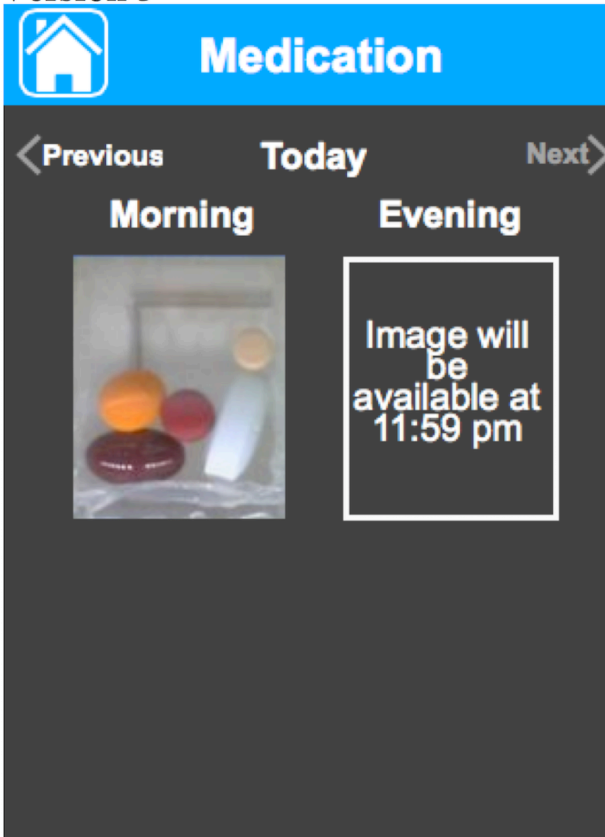 Medication
Previous Today Next
Morning Evening
Image will
be
available at
11:59 pm